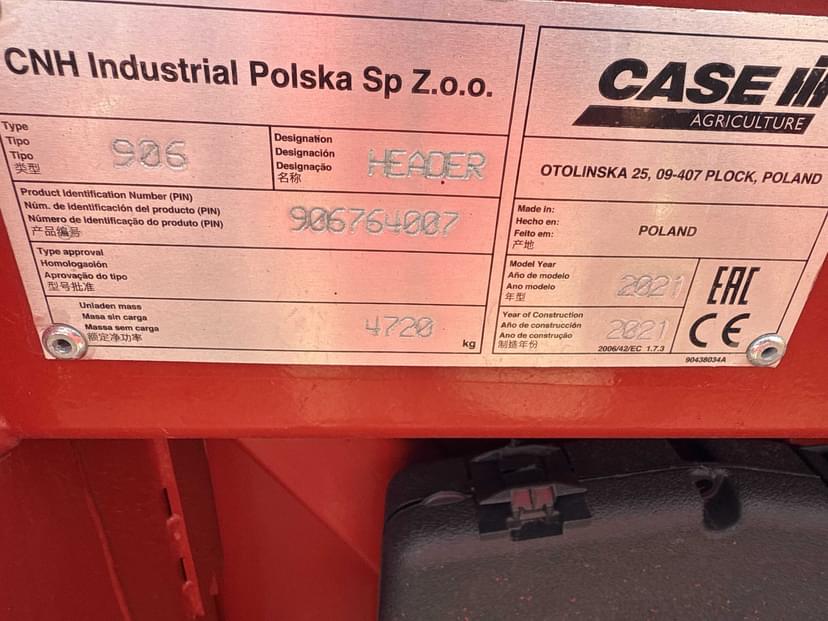 CNH Industrial Polska Sp Z.o.o.
Type
Tipo
Tipo
类型
906
Designation
Designación
Designação
名称
HEADER
Product Identification Number (PIN)
Núm. de identificación del producto (PIN)
Número de identificação do produto (PIN)
产品编号
906764007
Type approval
Homologasión
Aprovação do tipo
型号批准
Unladen mass
Masa sin carga
Massa sem carga
额定净功率
4720
kg
CASE IH
AGRICULTURE
OTOLINSKA 25, 09-407 PLOCK, POLAND
Made in:
Hecho en:
Feito em:
产地
POLAND
Model Year
Año de modelo
Ano modelo
年型
2021
Year of Construction
Año de construcción
Ano de construção
制造年份
2021
2006/42/EC 1.7.3
EAC
CE
90438034A